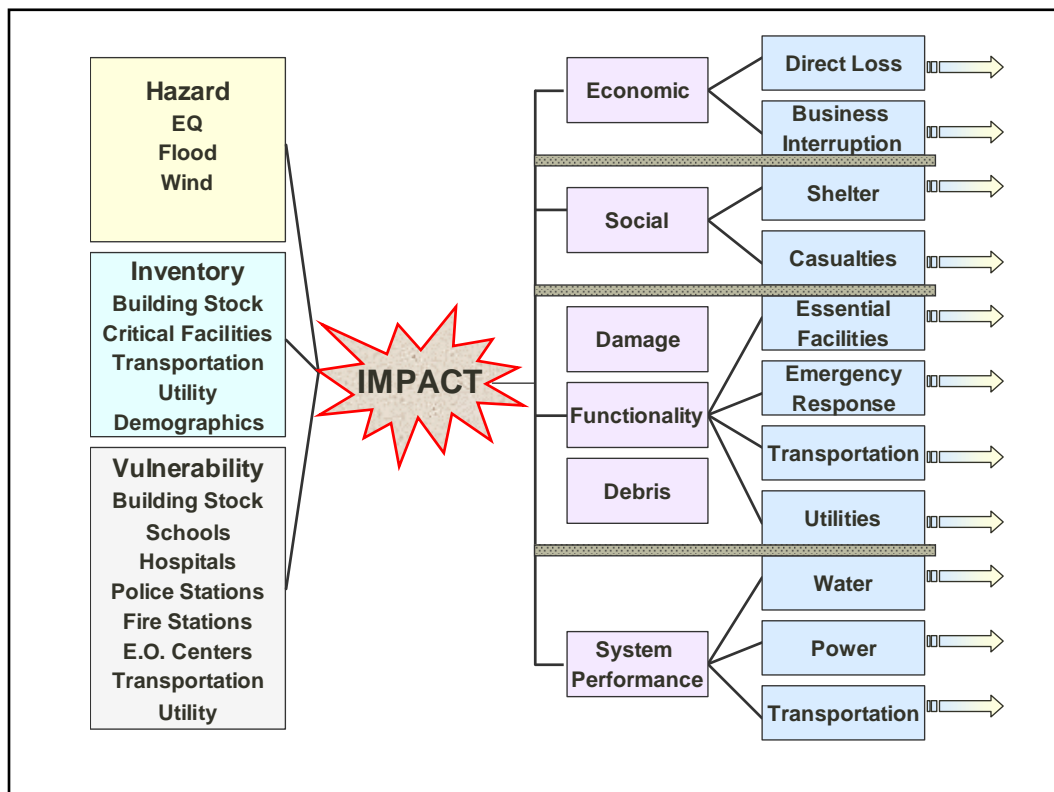 Hazard
EQ
Flood
Wind
Inventory
Building Stock
Critical Facilities
Transportation
Utility
Demographics
Vulnerability
Building Stock
Schools
Hospitals
Police Stations
Fire Stations
E.O. Centers
Transportation
Utility
IMPACT
Economic
Social
Damage
Functionality
Debris
System
Performance
Direct Loss
Business
Interruption
Shelter
Casualties
Essential
Facilities
Emergency
Response
Transportation
Utilities
Water
Power
Transportation